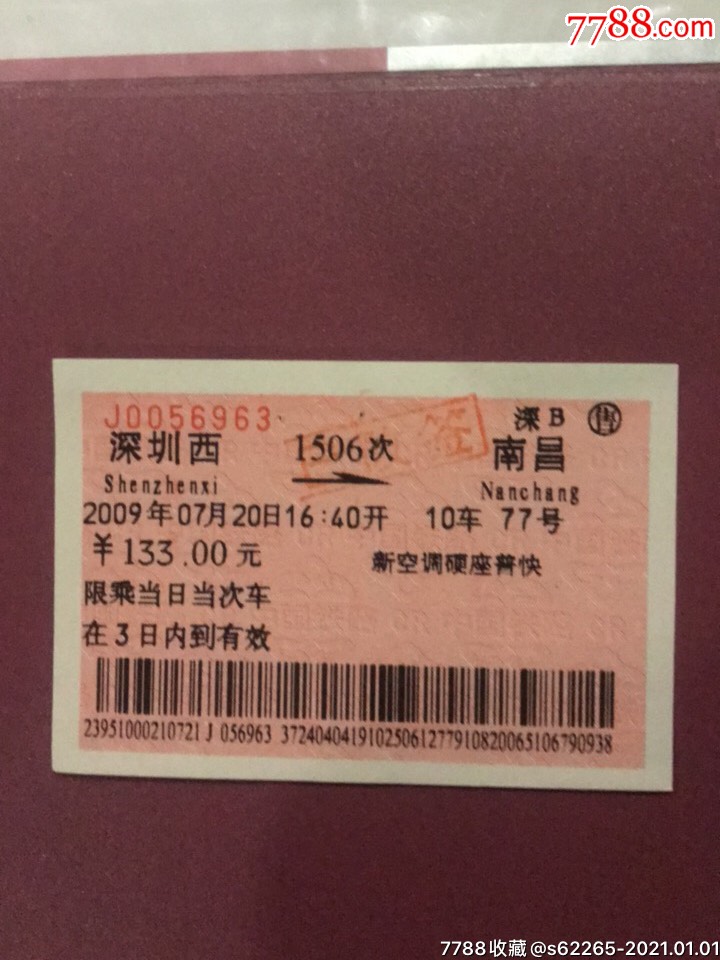 7788.com
J0056963
深B 售
深圳西 1506次 南昌
Shenzhenxi Nanchang
2009年07月20日16:40开 10车 77号
￥133.00元 新空调硬座普快
限乘当日当次车
在3日内到有效
23951000210721J 056963 37240404191025061277910820065106790938
7788收藏@s62265-2021.01.01